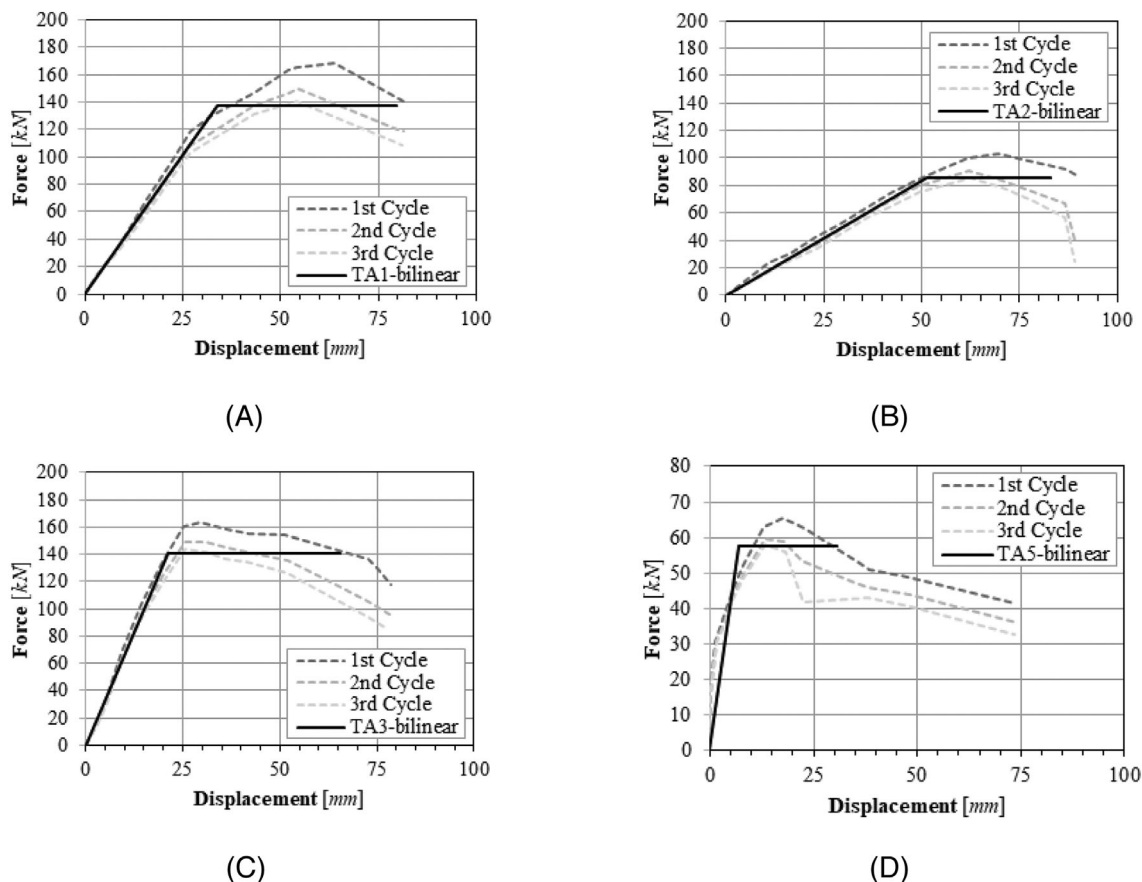 200
180
160
140
120
100
80
60
40
20
0
Force [kN]
1st Cycle
2nd Cycle
3rd Cycle
TA1-bilinear
0 25 50 75 100
Displacement [mm]
(A)
200
180
160
140
120
100
80
60
40
20
0
Force [kN]
1st Cycle
2nd Cycle
3rd Cycle
TA2-bilinear
0 25 50 75 100
Displacement [mm]
(B)
200
180
160
140
120
100
80
60
40
20
0
Force [kN]
1st Cycle
2nd Cycle
3rd Cycle
TA3-bilinear
0 25 50 75 100
Displacement [mm]
(C)
80
70
60
50
40
30
20
10
0
Force [kN]
1st Cycle
2nd Cycle
3rd Cycle
TA5-bilinear
0 25 50 75 100
Displacement [mm]
(D)